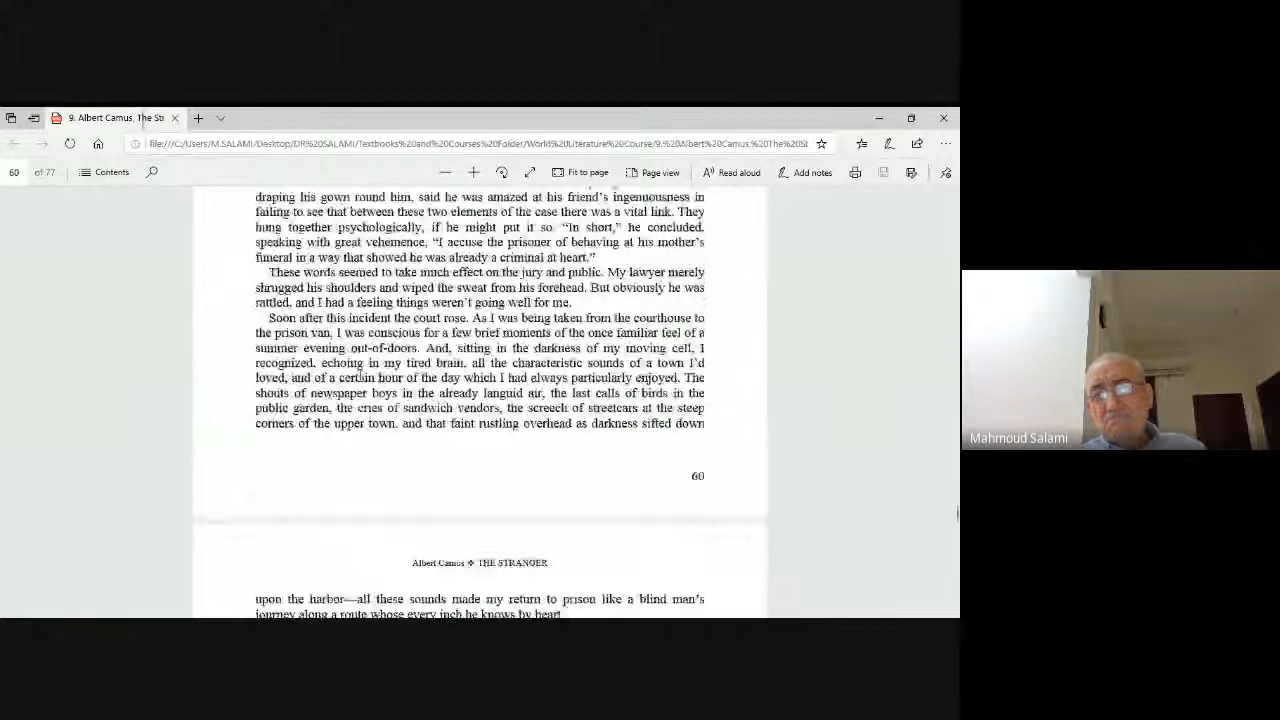 9. Albert Camus, The Str
file:///C:/Users/M.SALAMI/Desktop/DR%20SALAMI/Textbooks%20and%20Courses%20Folder/World%20Literature%20Course/9.%20Albert%20Camus,%20The%20St
60 of 77 Contents Fit to page Page view Read aloud Add notes
draping his gown round him, said he was amazed at his friend's ingenuousness in
failing to see that between these two elements of the case there was a vital link. They
hung together psychologically, if he might put it so. “In short,” he concluded,
speaking with great vehemence, “I accuse the prisoner of behaving at his mother's
funeral in a way that showed he was already a criminal at heart.”
These words seemed to take much effect on the jury and public. My lawyer merely
shrugged his shoulders and wiped the sweat from his forehead. But obviously he was
rattled, and I had a feeling things weren't going well for me.
Soon after this incident the court rose. As I was being taken from the courthouse to
the prison van, I was conscious for a few brief moments of the once familiar feel of a
summer evening out-of-doors. And, sitting in the darkness of my moving cell, I
recognized, echoing in my tired brain, all the characteristic sounds of a town I'd
loved, and of a certain hour of the day which I had always particularly enjoyed. The
shouts of newspaper boys in the already languid air, the last calls of birds in the
public garden, the cries of sandwich vendors, the screech of streetcars at the steep
corners of the upper town, and that faint rustling overhead as darkness sifted down
60
Albert Camus ❖ THE STRANGER
upon the harbor—all these sounds made my return to prison like a blind man's
journey along a route whose every inch he knows by heart.
Mahmoud Salami